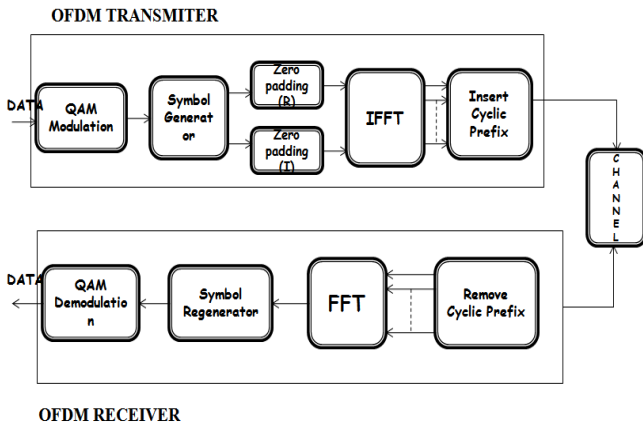 OFDM TRANSMITER
DATA
QAM
Modulation
Symbol
Generat
or
Zero
padding
(R)
Zero
padding
(I)
IFFT
Insert
Cyclic
Prefix
C
H
A
N
N
E
L
DATA
QAM
Demodulatio
n
Symbol
Regenerator
FFT
Remove
Cyclic Prefix
OFDM RECEIVER